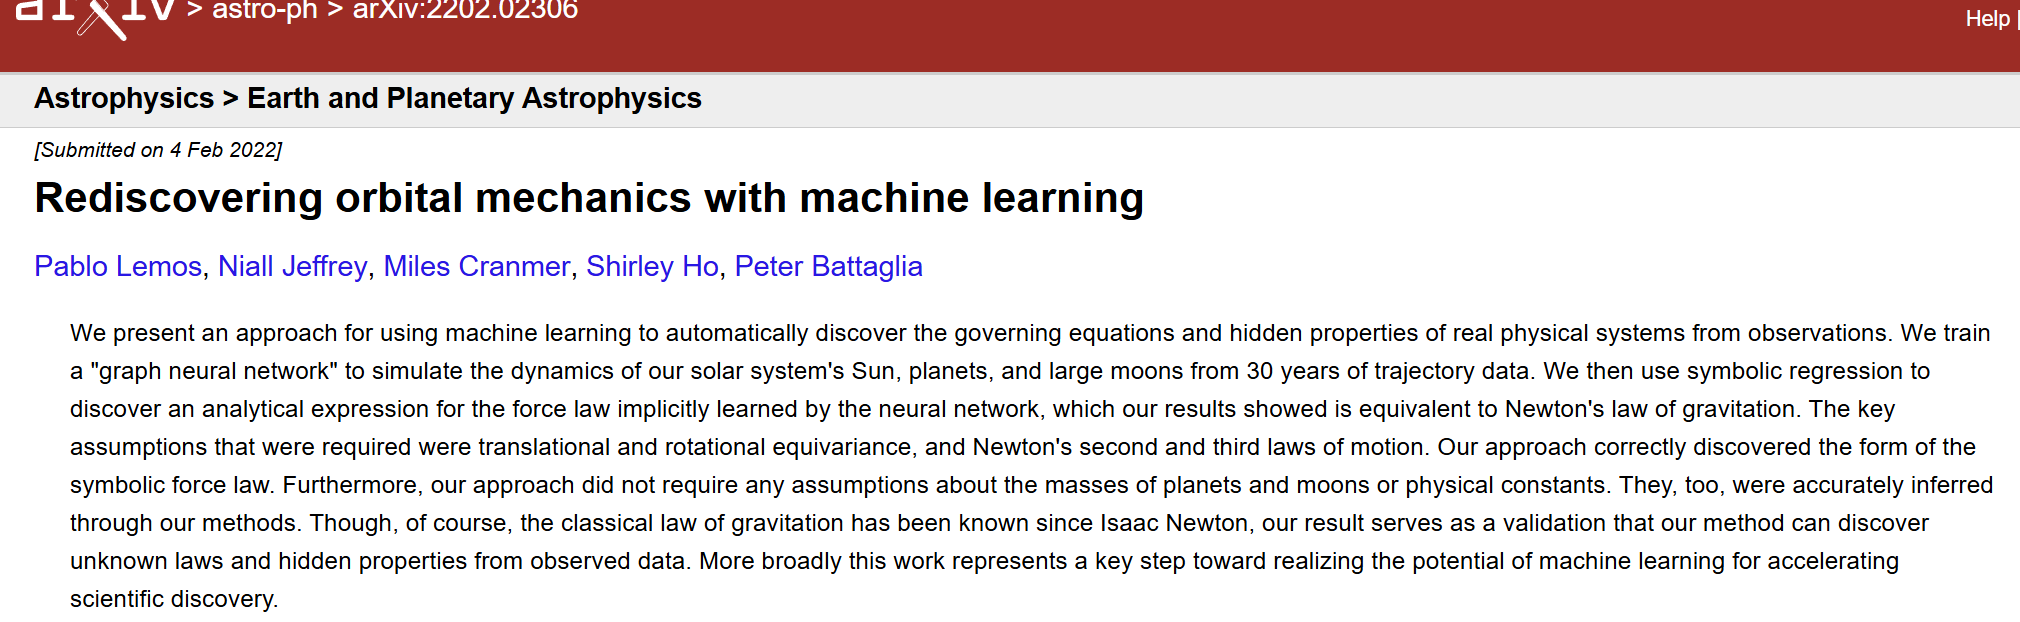 arXiv > astro-ph > arXiv:2202.02306
Help |
Astrophysics > Earth and Planetary Astrophysics
[Submitted on 4 Feb 2022]
Rediscovering orbital mechanics with machine learning
Pablo Lemos, Niall Jeffrey, Miles Cranmer, Shirley Ho, Peter Battaglia
We present an approach for using machine learning to automatically discover the governing equations and hidden properties of real physical systems from observations. We train
a "graph neural network" to simulate the dynamics of our solar system's Sun, planets, and large moons from 30 years of trajectory data. We then use symbolic regression to
discover an analytical expression for the force law implicitly learned by the neural network, which our results showed is equivalent to Newton's law of gravitation. The key
assumptions that were required were translational and rotational equivariance, and Newton's second and third laws of motion. Our approach correctly discovered the form of the
symbolic force law. Furthermore, our approach did not require any assumptions about the masses of planets and moons or physical constants. They, too, were accurately inferred
through our methods. Though, of course, the classical law of gravitation has been known since Isaac Newton, our result serves as a validation that our method can discover
unknown laws and hidden properties from observed data. More broadly this work represents a key step toward realizing the potential of machine learning for accelerating
scientific discovery.